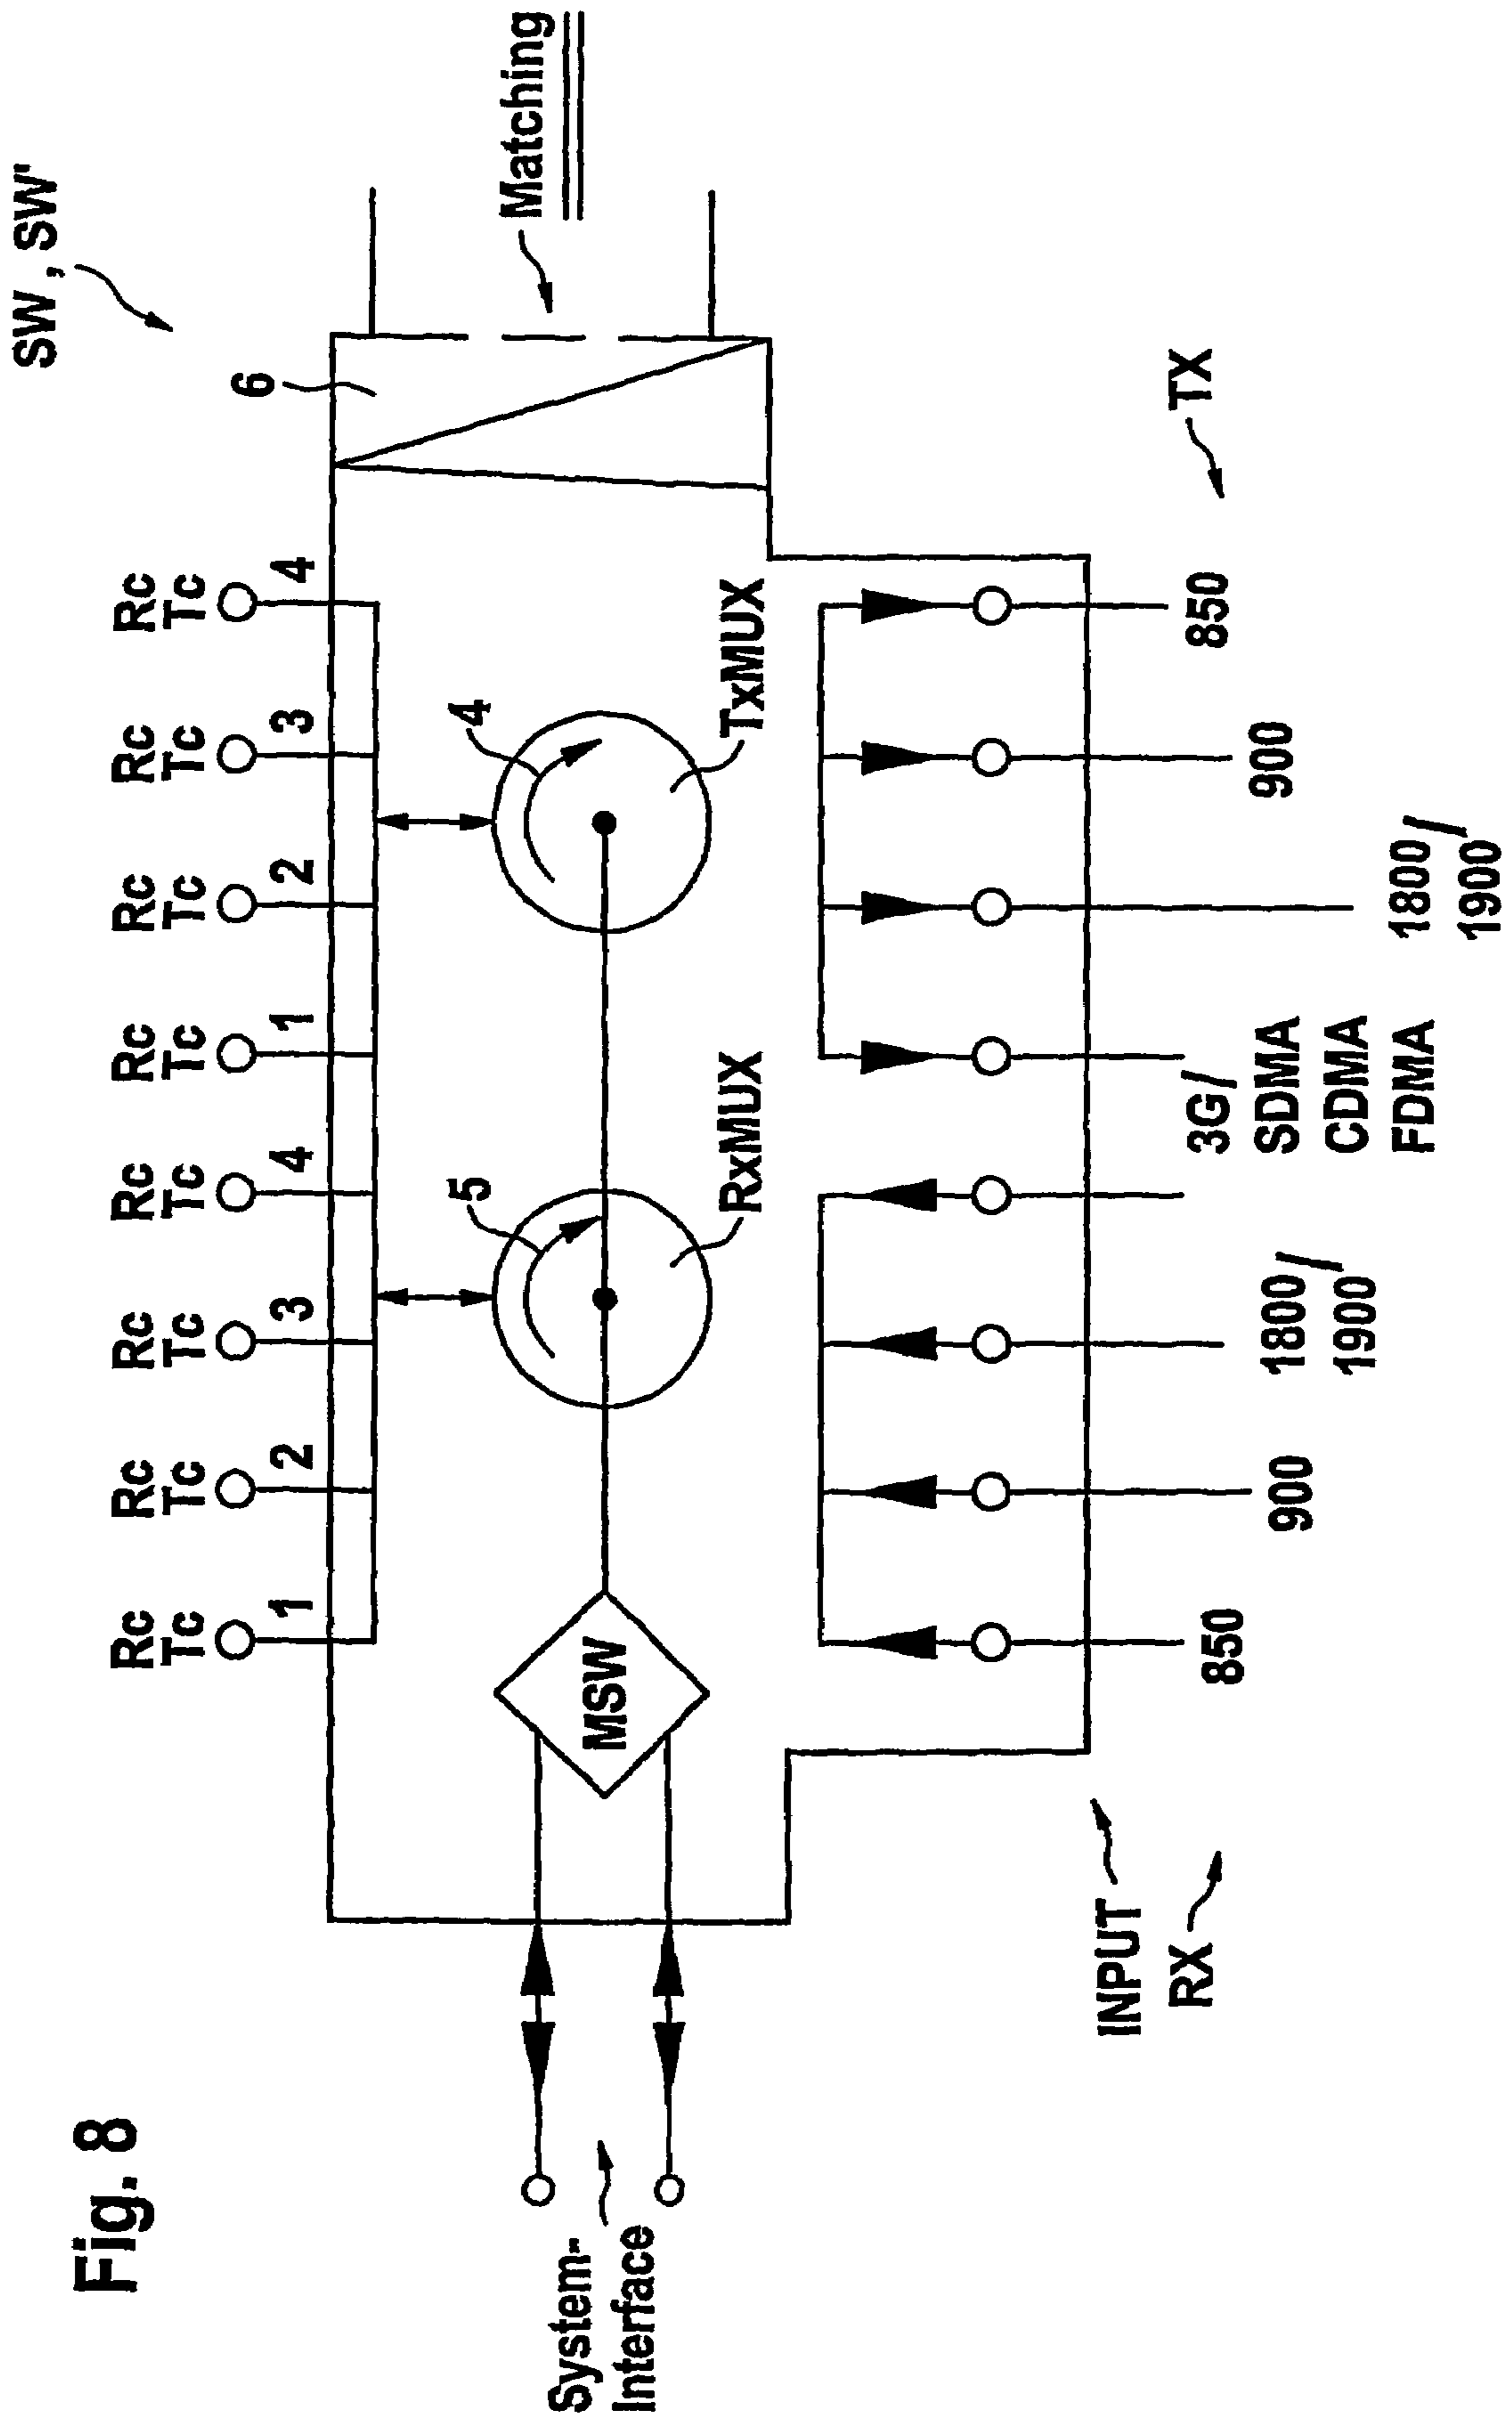 Fig. 8
SW , SW'
Rc Rc Rc Rc Rc Rc Rc Rc
Tc Tc Tc Tc Tc Tc Tc Tc
1 2 3 4 1 2 3 4
6
5
4
Matching
System-
Interface
MSW
RxMUX
TxMUX
INPUT
RX
TX
850
900
1800/
1900
3G/
SDMA
CDMA
FDMA
1800/
1900
900
850